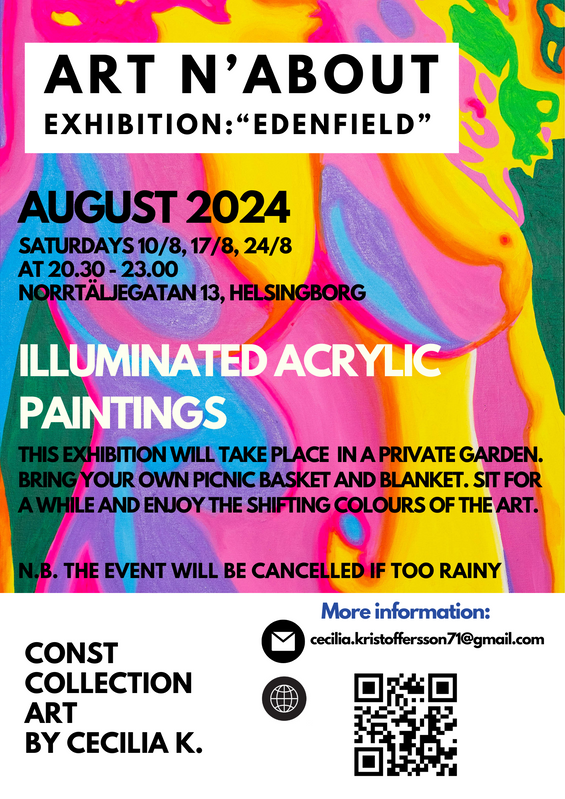 ART N’ABOUT
EXHIBITION:“EDENFIELD”
AUGUST 2024
SATURDAYS 10/8, 17/8, 24/8
AT 20.30 - 23.00
NORRTÄLJEGATAN 13, HELSINGBORG
ILLUMINATED ACRYLIC
PAINTINGS
THIS EXHIBITION WILL TAKE PLACE IN A PRIVATE GARDEN.
BRING YOUR OWN PICNIC BASKET AND BLANKET. SIT FOR
A WHILE AND ENJOY THE SHIFTING COLOURS OF THE ART.
N.B. THE EVENT WILL BE CANCELLED IF TOO RAINY
More information:
cecilia.kristoffersson71@gmail.com
CONST
COLLECTION
ART
BY CECILIA K.